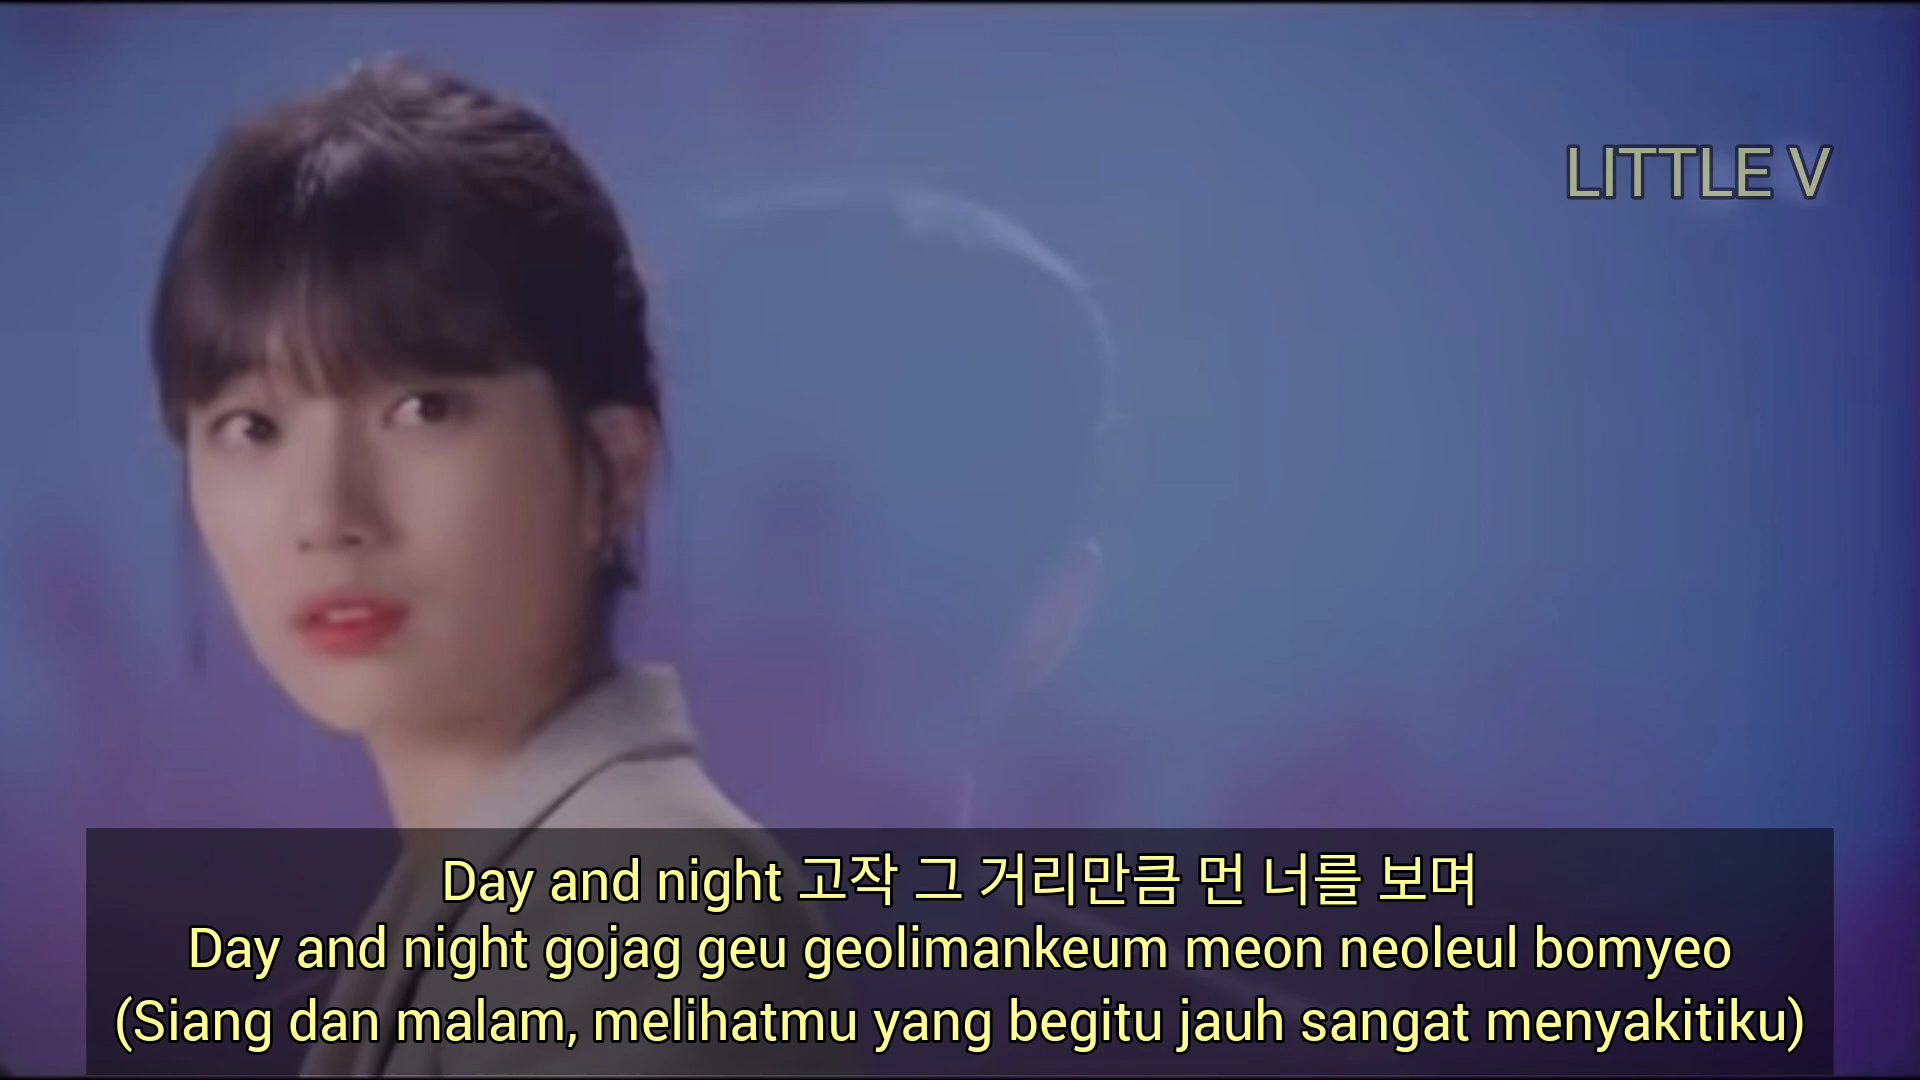 LITTLE V
Day and night 고작 그 거리만큼 먼 너를 보며
Day and night gojag geu geolimankeum meon neoleul bomyeo
(Siang dan malam, melihatmu yang begitu jauh sangat menyakitiku)